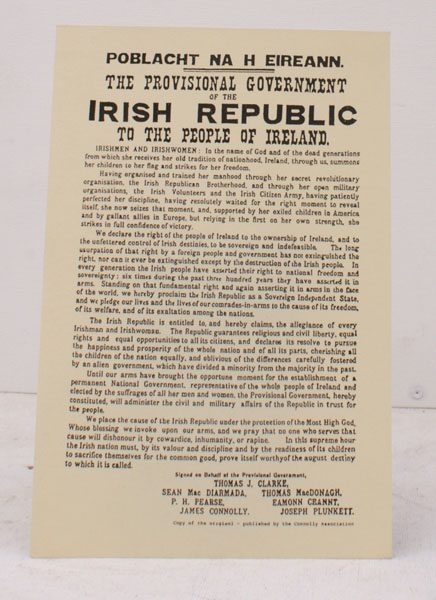 POBLACHT NA H EIREANN.
THE PROVISIONAL GOVERNMENT
OF THE
IRISH REPUBLIC
TO THE PEOPLE OF IRELAND.
IRISHMEN AND IRISHWOMEN: In the name of God and of the dead generations
from which she receives her old tradition of nationhood, Ireland, through us, summons
her children to her flag and strikes for her freedom.
Having organised and trained her manhood through her secret revolutionary
organisation, the Irish Republican Brotherhood, and through her open military
organisations, the Irish Volunteers and the Irish Citizen Army, having patiently
perfected her discipline, having resolutely waited for the right moment to reveal
itself, she now seizes that moment, and, supported by her exiled children in America
and by gallant allies in Europe, but relying in the first on her own strength, she
strikes in full confidence of victory.
We declare the right of the people of Ireland to the ownership of Ireland, and to
the unfettered control of Irish destinies, to be sovereign and indefeasible. The long
usurpation of that right by a foreign people and government has not extinguished the
right, nor can it ever be extinguished except by the destruction of the Irish people. In
every generation the Irish people have asserted their right to national freedom and
sovereignty; six times during the past three hundred years they have asserted it in
arms. Standing on that fundamental right and again asserting it in arms in the face
of the world, we hereby proclaim the Irish Republic as a Sovereign Independent State,
and we pledge our lives and the lives of our comrades-in-arms to the cause of its freedom,
of its welfare, and of its exaltation among the nations.
The Irish Republic is entitled to, and hereby claims, the allegiance of every
Irishman and Irishwoman. The Republic guarantees religious and civil liberty, equal
rights and equal opportunities to all its citizens, and declares its resolve to pursue
the happiness and prosperity of the whole nation and of all its parts, cherishing all
the children of the nation equally, and oblivious of the differences carefully fostered
by an alien government, which have divided a minority from the majority in the past.
Until our arms have brought the opportune moment for the establishment of a
permanent National Government, representative of the whole people of Ireland and
elected by the suffrages of all her men and women, the Provisional Government, hereby
constituted, will administer the civil and military affairs of the Republic in trust for
the people.
We place the cause of the Irish Republic under the protection of the Most High God,
Whose blessing we invoke upon our arms, and we pray that no one who serves that
cause will dishonour it by cowardice, inhumanity, or rapine. In this supreme hour
the Irish nation must, by its valour and discipline and by the readiness of its children
to sacrifice themselves for the common good, prove itself worthy of the august destiny
to which it is called.
Signed on Behalf of the Provisional Government,
THOMAS J. CLARKE,
SEAN Mac DIARMADA, THOMAS MacDONAGH,
P. H. PEARSE, EAMONN CEANNT,
JAMES CONNOLLY. JOSEPH PLUNKETT.
Copy of the original - published by the Connolly Association